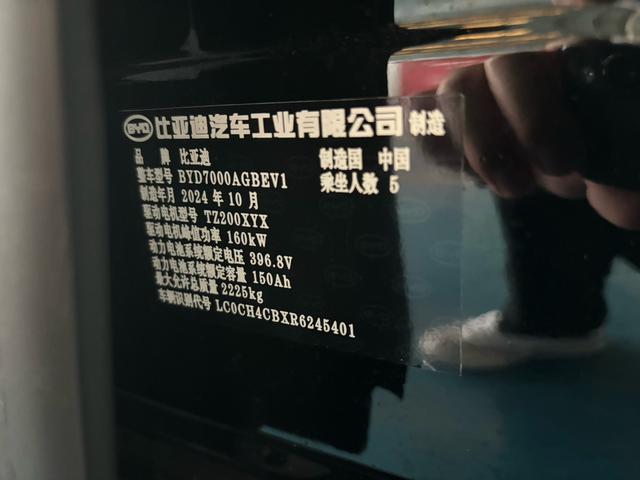 BYD 比亚迪汽车工业有限公司 制造
品 牌 比亚迪 制造国 中国
整车型号 BYD7000AGBEV1 乘坐人数 5
制造年月 2024 年 10 月
驱动电机型号 TZ200XYX
驱动电机峰值功率 160kW
动力电池系统额定电压 396.8V
动力电池系统额定容量 150Ah
最大允许总质量 2225kg
车辆识别代号 LC0CH4CBXR6245401